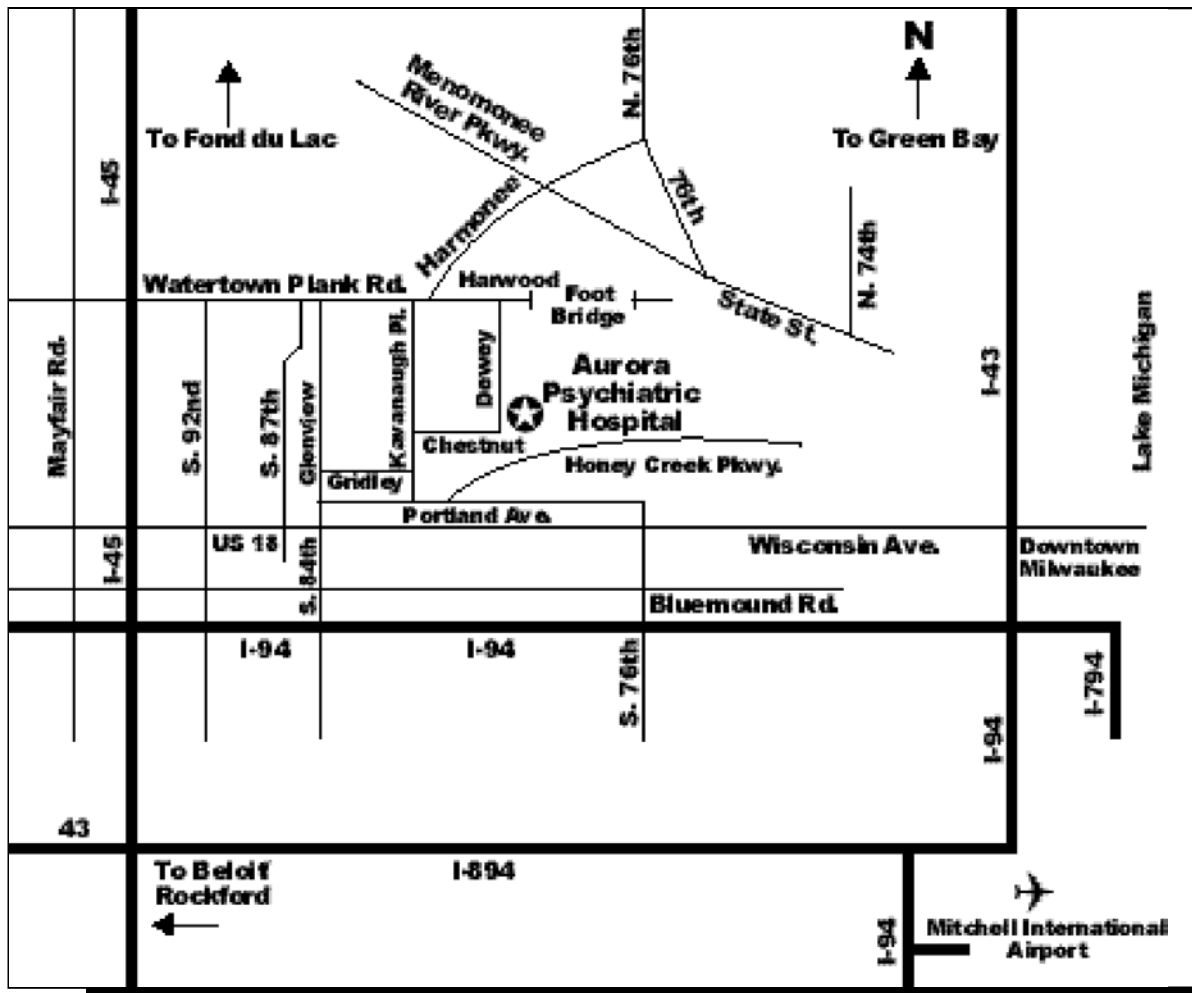 N
N. 76th
Menomonee
River Pkwy.
To Fond du Lac
To Green Bay
I-45
76th
Harmonee
N. 74th
Watertown Plank Rd.
Harwood
Foot
Bridge
State St.
Mayfair Rd.
S. 92nd
S. 87th
Glenview
Kavanaugh Pl.
Dewey
Aurora
Psychiatric
Hospital
I-43
Lake Michigan
Chestnut
Honey Creek Pkwy.
Gridley
Portland Ave.
I-45
US 18
S. 84th
Wisconsin Ave.
Downtown
Milwaukee
Bluemound Rd.
I-94
I-94
S. 76th
I-794
I-94
43
To Beloit
Rockford
I-894
I-94
Mitchell International
Airport